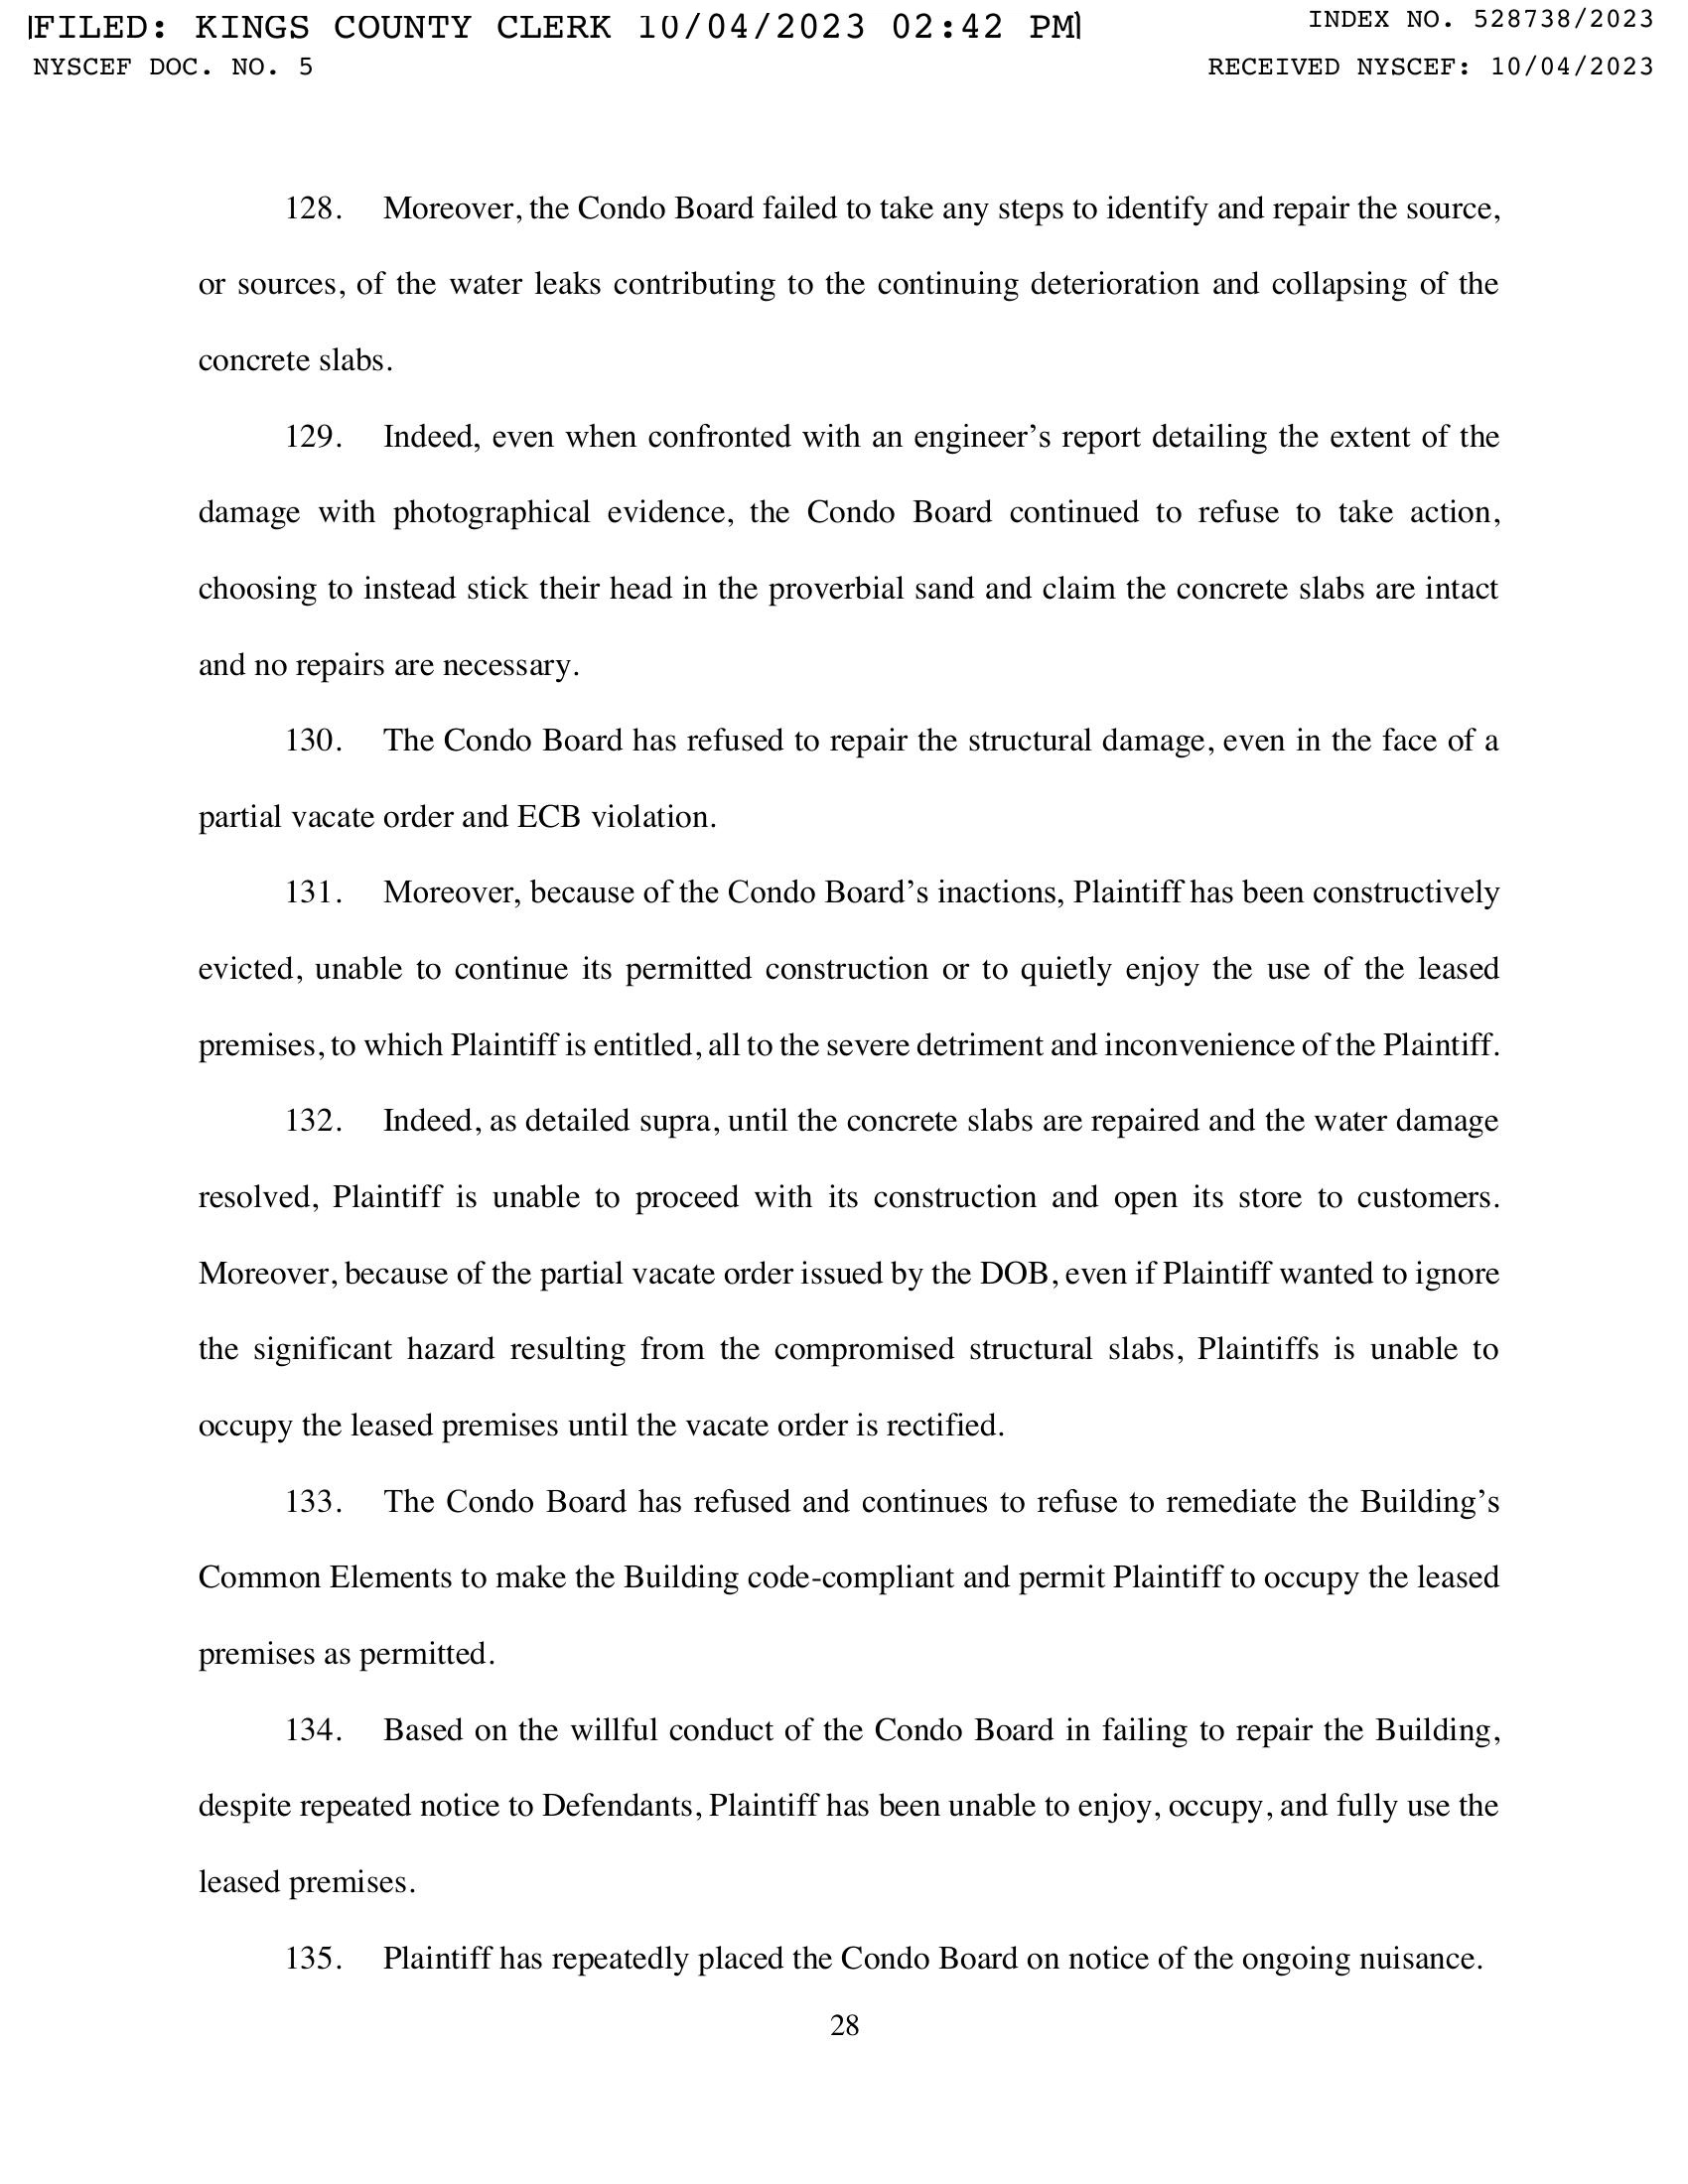 FILED: KINGS COUNTY CLERK 10/04/2023 02:42 PM
INDEX NO. 528738/2023
NYSCEF DOC. NO. 5
RECEIVED NYSCEF: 10/04/2023
128. Moreover, the Condo Board failed to take any steps to identify and repair the source,
or sources, of the water leaks contributing to the continuing deterioration and collapsing of the
concrete slabs.
129. Indeed, even when confronted with an engineer’s report detailing the extent of the
damage with photographical evidence, the Condo Board continued to refuse to take action,
choosing to instead stick their head in the proverbial sand and claim the concrete slabs are intact
and no repairs are necessary.
130. The Condo Board has refused to repair the structural damage, even in the face of a
partial vacate order and ECB violation.
131. Moreover, because of the Condo Board’s inactions, Plaintiff has been constructively
evicted, unable to continue its permitted construction or to quietly enjoy the use of the leased
premises, to which Plaintiff is entitled, all to the severe detriment and inconvenience of the Plaintiff.
132. Indeed, as detailed supra, until the concrete slabs are repaired and the water damage
resolved, Plaintiff is unable to proceed with its construction and open its store to customers.
Moreover, because of the partial vacate order issued by the DOB, even if Plaintiff wanted to ignore
the significant hazard resulting from the compromised structural slabs, Plaintiffs is unable to
occupy the leased premises until the vacate order is rectified.
133. The Condo Board has refused and continues to refuse to remediate the Building’s
Common Elements to make the Building code-compliant and permit Plaintiff to occupy the leased
premises as permitted.
134. Based on the willful conduct of the Condo Board in failing to repair the Building,
despite repeated notice to Defendants, Plaintiff has been unable to enjoy, occupy, and fully use the
leased premises.
135. Plaintiff has repeatedly placed the Condo Board on notice of the ongoing nuisance.
28